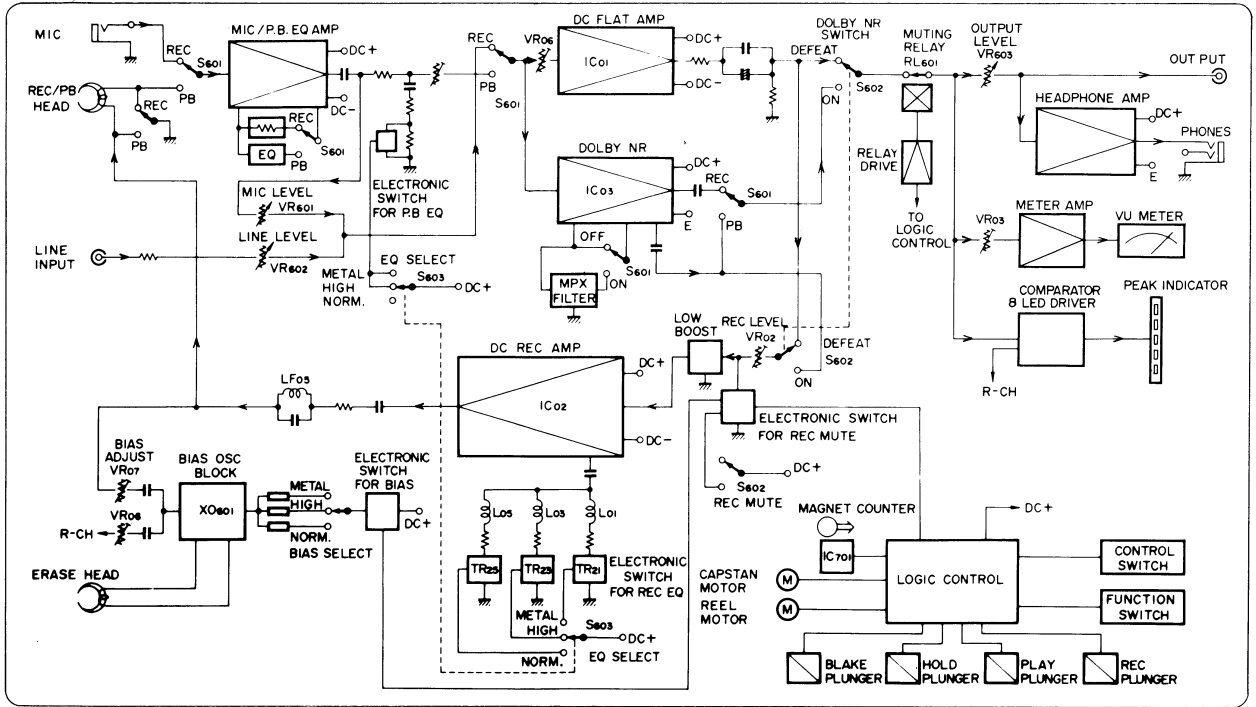 MIC
REC
S601
PB
REC/PB
HEAD
REC
PB
MIC/P.B. EQ AMP
DC+
DC-
REC
S601
EQ
PB
MIC LEVEL
VR601
LINE LEVEL
VR602
LINE
INPUT
ELECTRONIC
SWITCH
FOR P.B EQ
EQ SELECT
METAL
HIGH
NORM.
S603
DC+
REC
PB
S601
VR06
DC FLAT AMP
IC01
DC+
DC-
DOLBY NR
IC03
DC+
E
REC
S601
PB
OFF
S601
ON
MPX
FILTER
DOLBY NR
SWITCH
DEFEAT
ON
S602
MUTING
RELAY
RL601
RELAY
DRIVE
TO
LOGIC
CONTROL
OUTPUT
LEVEL
VR603
OUT PUT
HEADPHONE AMP
DC+
PHONES
E
VR03
METER AMP
VU METER
COMPARATOR
8 LED DRIVER
PEAK INDICATOR
R-CH
LOW
BOOST
REC LEVEL
VR02
DEFEAT
S602
ON
DC REC AMP
IC02
DC+
DC-
ELECTRONIC SWITCH
FOR REC MUTE
DC+
S602
REC MUTE
LF05
BIAS
ADJUST
VR07
VR06
R-CH
BIAS OSC
BLOCK
XO601
METAL
HIGH
NORM.
BIAS SELECT
ELECTRONIC
SWITCH
FOR BIAS
DC+
ERASE HEAD
L05
L03
L01
TR25
TR23
TR21
ELECTRONIC
SWITCH
FOR REC EQ
METAL
HIGH
NORM.
S603
DC+
EQ SELECT
MAGNET COUNTER
IC701
CAPSTAN
MOTOR
M
REEL
MOTOR
M
LOGIC CONTROL
DC+
CONTROL
SWITCH
FUNCTION
SWITCH
BLAKE
PLUNGER
HOLD
PLUNGER
PLAY
PLUNGER
REC
PLUNGER